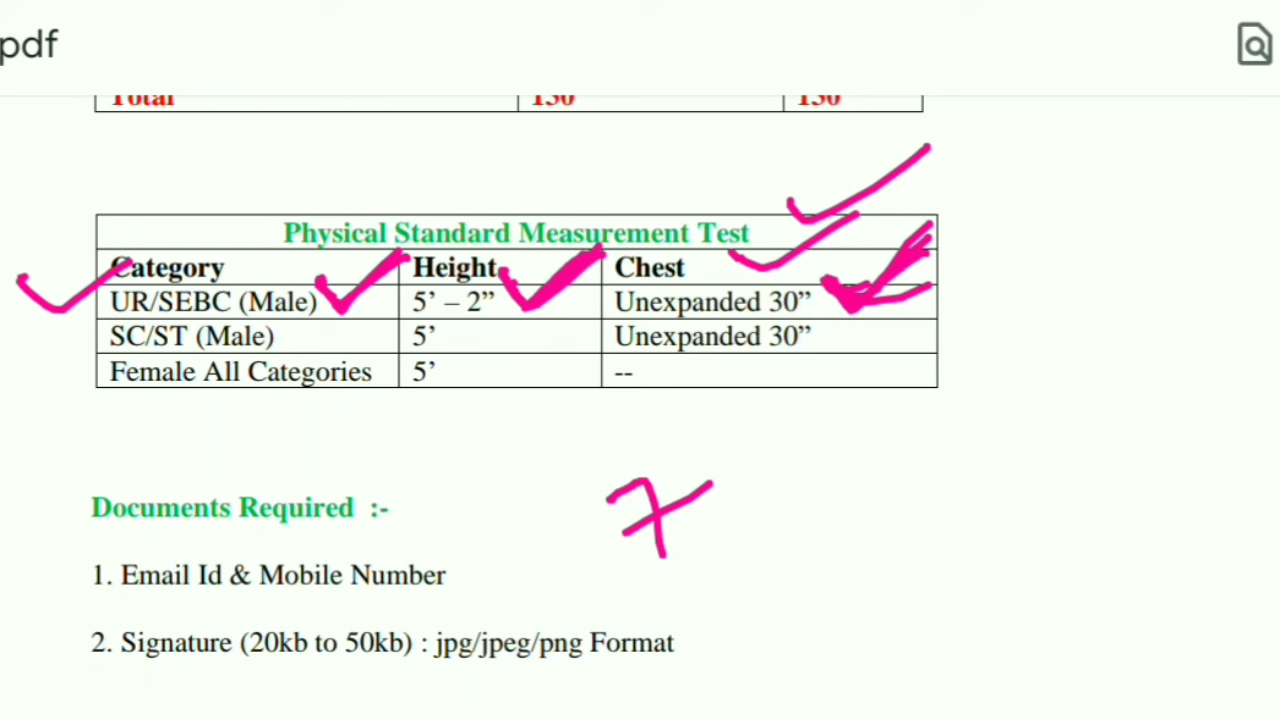 pdf
Total 130 130
Physical Standard Measurement Test
Category Height Chest
UR/SEBC (Male) 5’ – 2” Unexpanded 30”
SC/ST (Male) 5’ Unexpanded 30”
Female All Categories 5’ --
Documents Required :-
1. Email Id & Mobile Number
2. Signature (20kb to 50kb) : jpg/jpeg/png Format